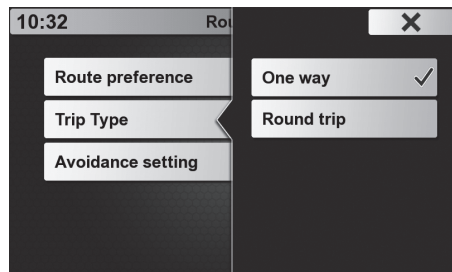 10:32
Route preference
Trip Type
Avoidance setting
One way
Round trip